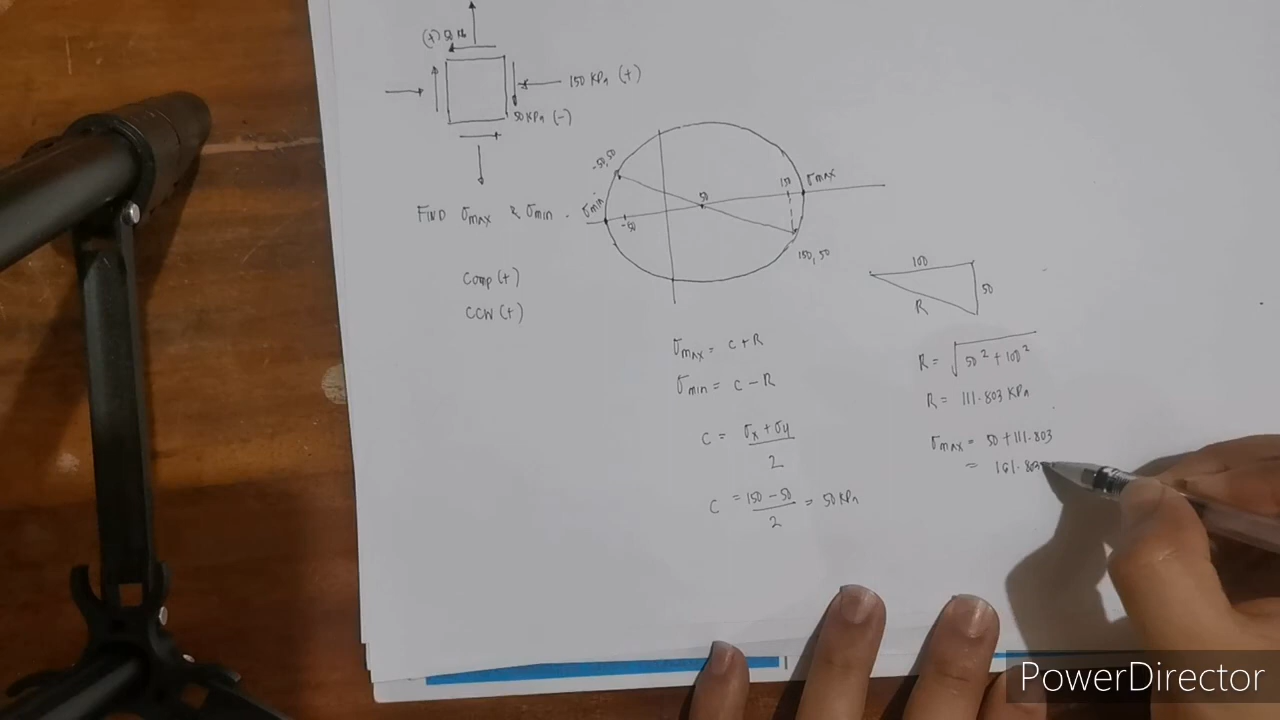 (+) 50 kPa
150 KPa (+)
50 KPa (-)
FIND σmax & σmin.
Comp (+)
CCW (+)
-50, 50
σmin
-50
50
150
σmax
150, 50
100
50
R
σmax = C + R
σmin = C - R
C = σx + σy
2
C = 150 - 50 = 50 KPa
2
R = √50² + 100²
R = 111.803 KPa
σmax = 50 + 111.803
= 161.803
PowerDirector